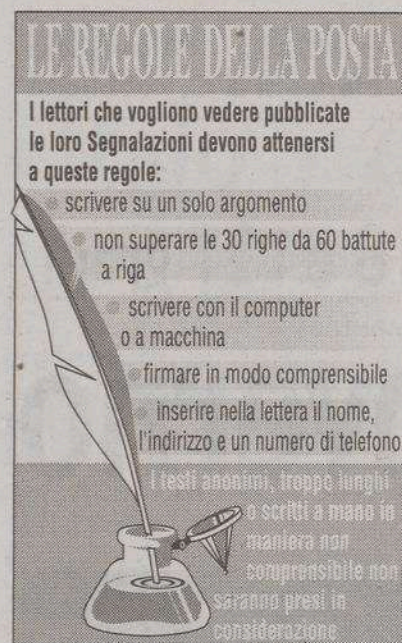 LE REGOLE DELLA POSTA
I lettori che vogliono vedere pubblicate
le loro Segnalazioni devono attenersi
a queste regole:
scrivere su un solo argomento
non superare le 30 righe da 60 battute
a riga
scrivere con il computer
o a macchina
firmare in modo comprensibile
inserire nella lettera il nome,
l'indirizzo e un numero di telefono
I testi anonimi, troppo lunghi
o scritti a mano in
maniera non
comprensibile non
saranno presi in
considerazione